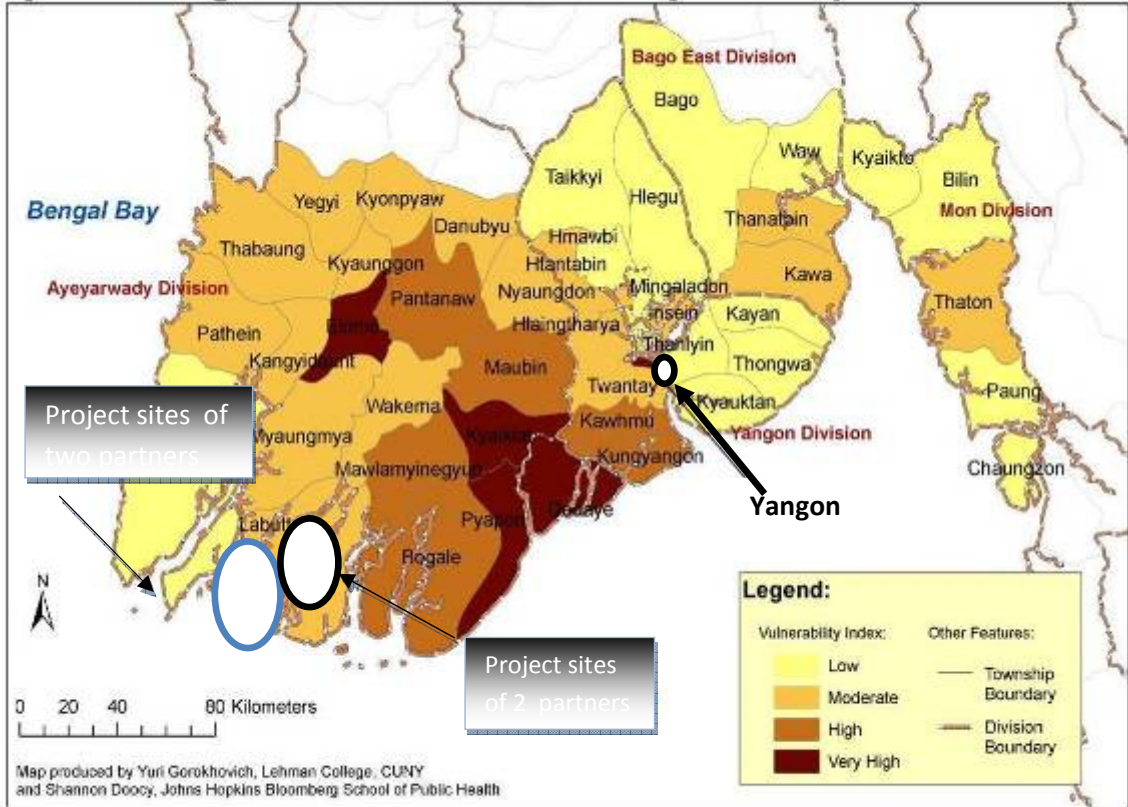 Bago East Division
Bago
Waw
Kyaikto
Bilin
Mon Division
Taikkyi
Hlegu
Thanatpin
Kawa
Thaton
Paung
Chaungzon
Bengal Bay
Yegyi
Kyonpyaw
Danubyu
Hmawbi
Thabaung
Kyaunggon
Htantabin
Mingaladon
Ayeyarwady Division
Pantanaw
Nyaungdon
Insein
Kayan
Pathein
Hlaingtharya
Thanlyin
Thongwa
Maubin
Twantay
Kyauktan
Yangon Division
Project sites of
two partners
Wakema
Kawhmu
Myaungmya
Mawlamyinegyun
Kungyangon
Yangon
Pyapon
Bogale
N
Project sites
of 2 partners
0 20 40 80 Kilometers
Legend:
Vulnerability Index:
Low
Moderate
High
Very High
Other Features:
Township
Boundary
Division
Boundary
Map produced by Yuri Gorokhovich, Lehman College, CUNY
and Shannon Doocy, Johns Hopkins Bloomberg School of Public Health